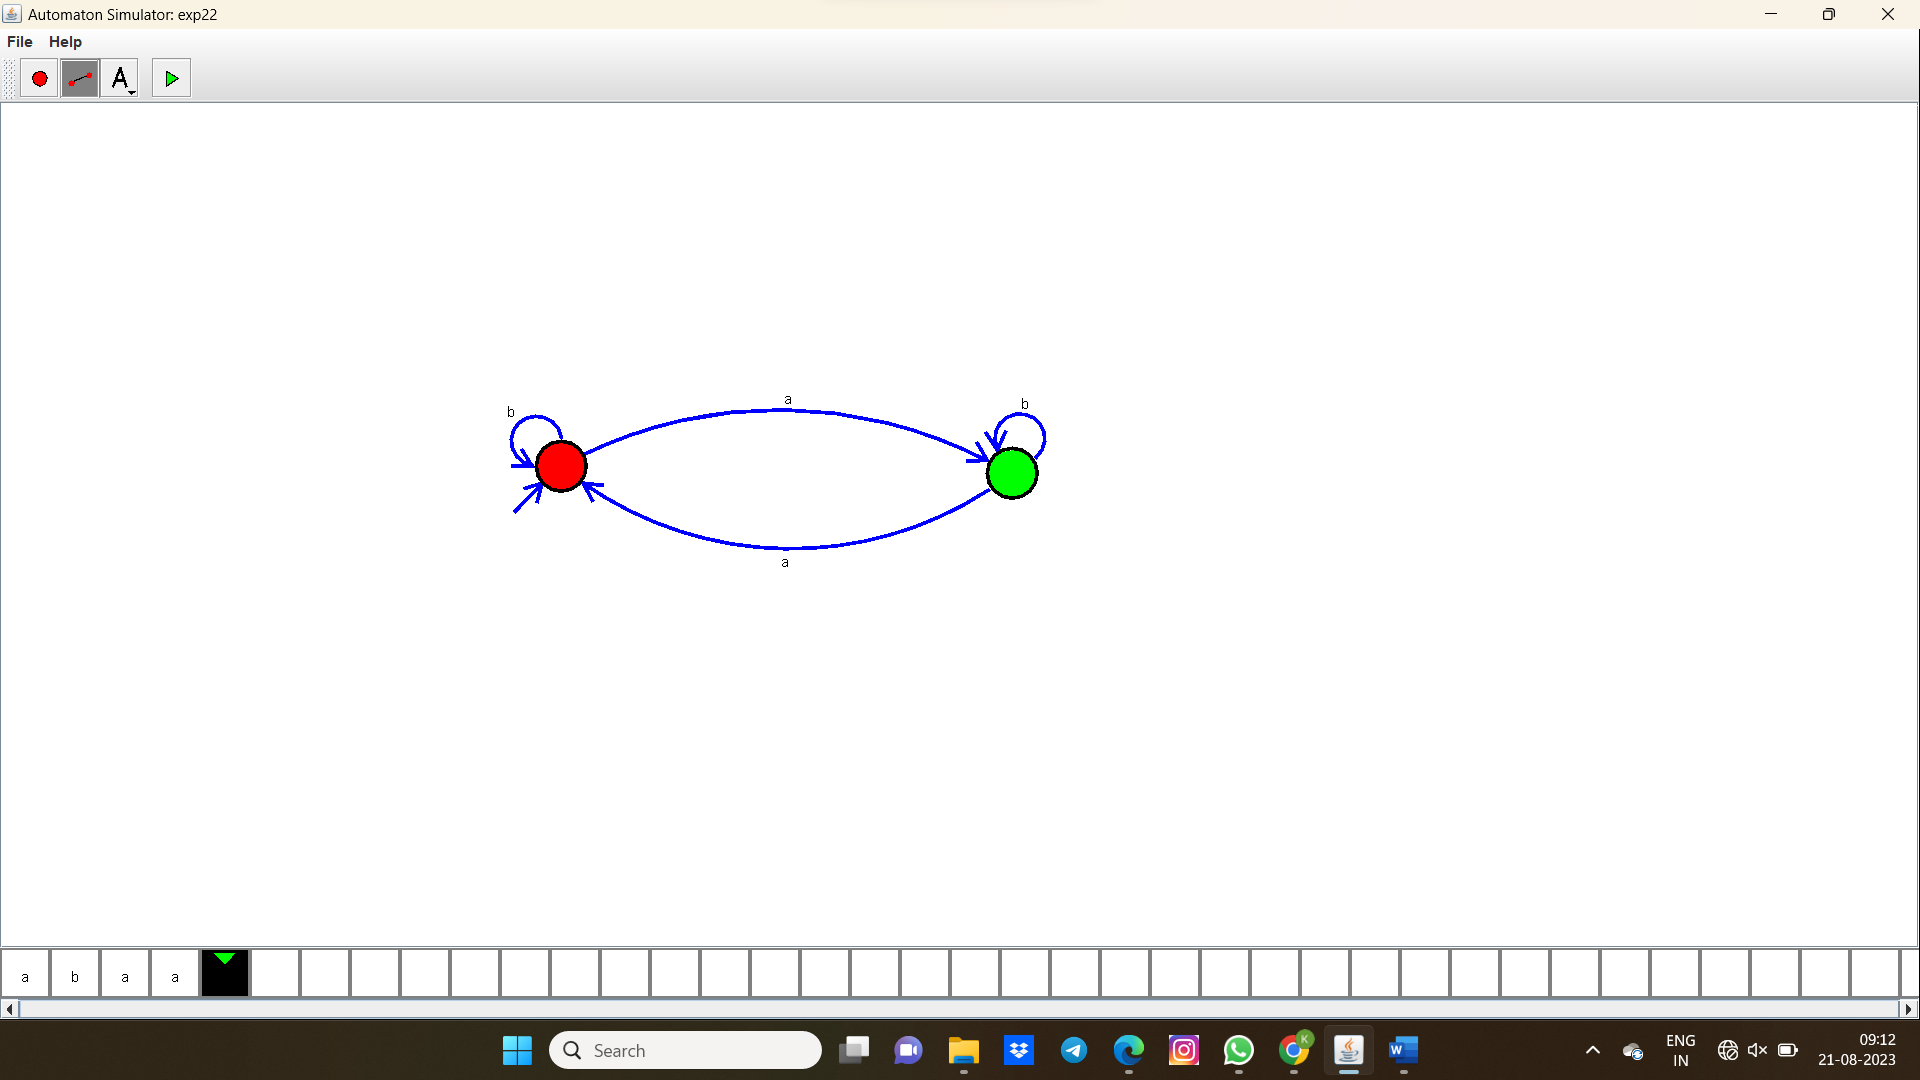 Automaton Simulator: exp22
File Help
A
a
b
b
a
a b a a
Search
K
W
ENG
IN
09:12
21-08-2023